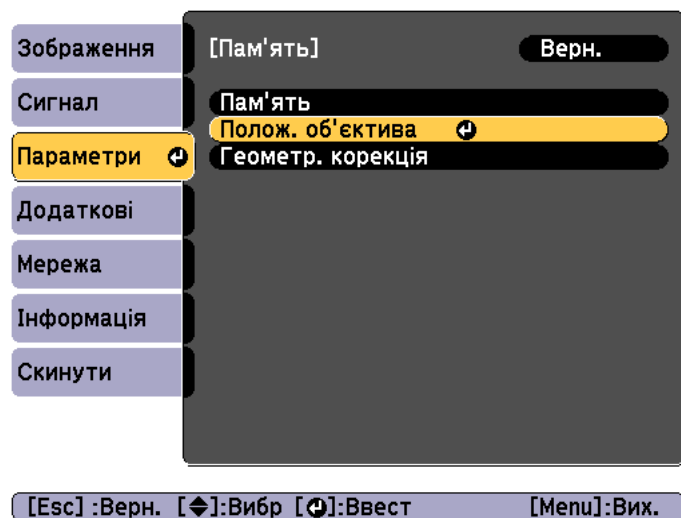 Зображення
Сигнал
Параметри
Додаткові
Мережа
Інформація
Скинути
[Пам'ять] Верн.
Пам'ять
Полож. об'єктива
Геометр. корекція
[Esc] :Верн. [◆]:Вибр [⏎]:Ввест [Menu]:Вих.